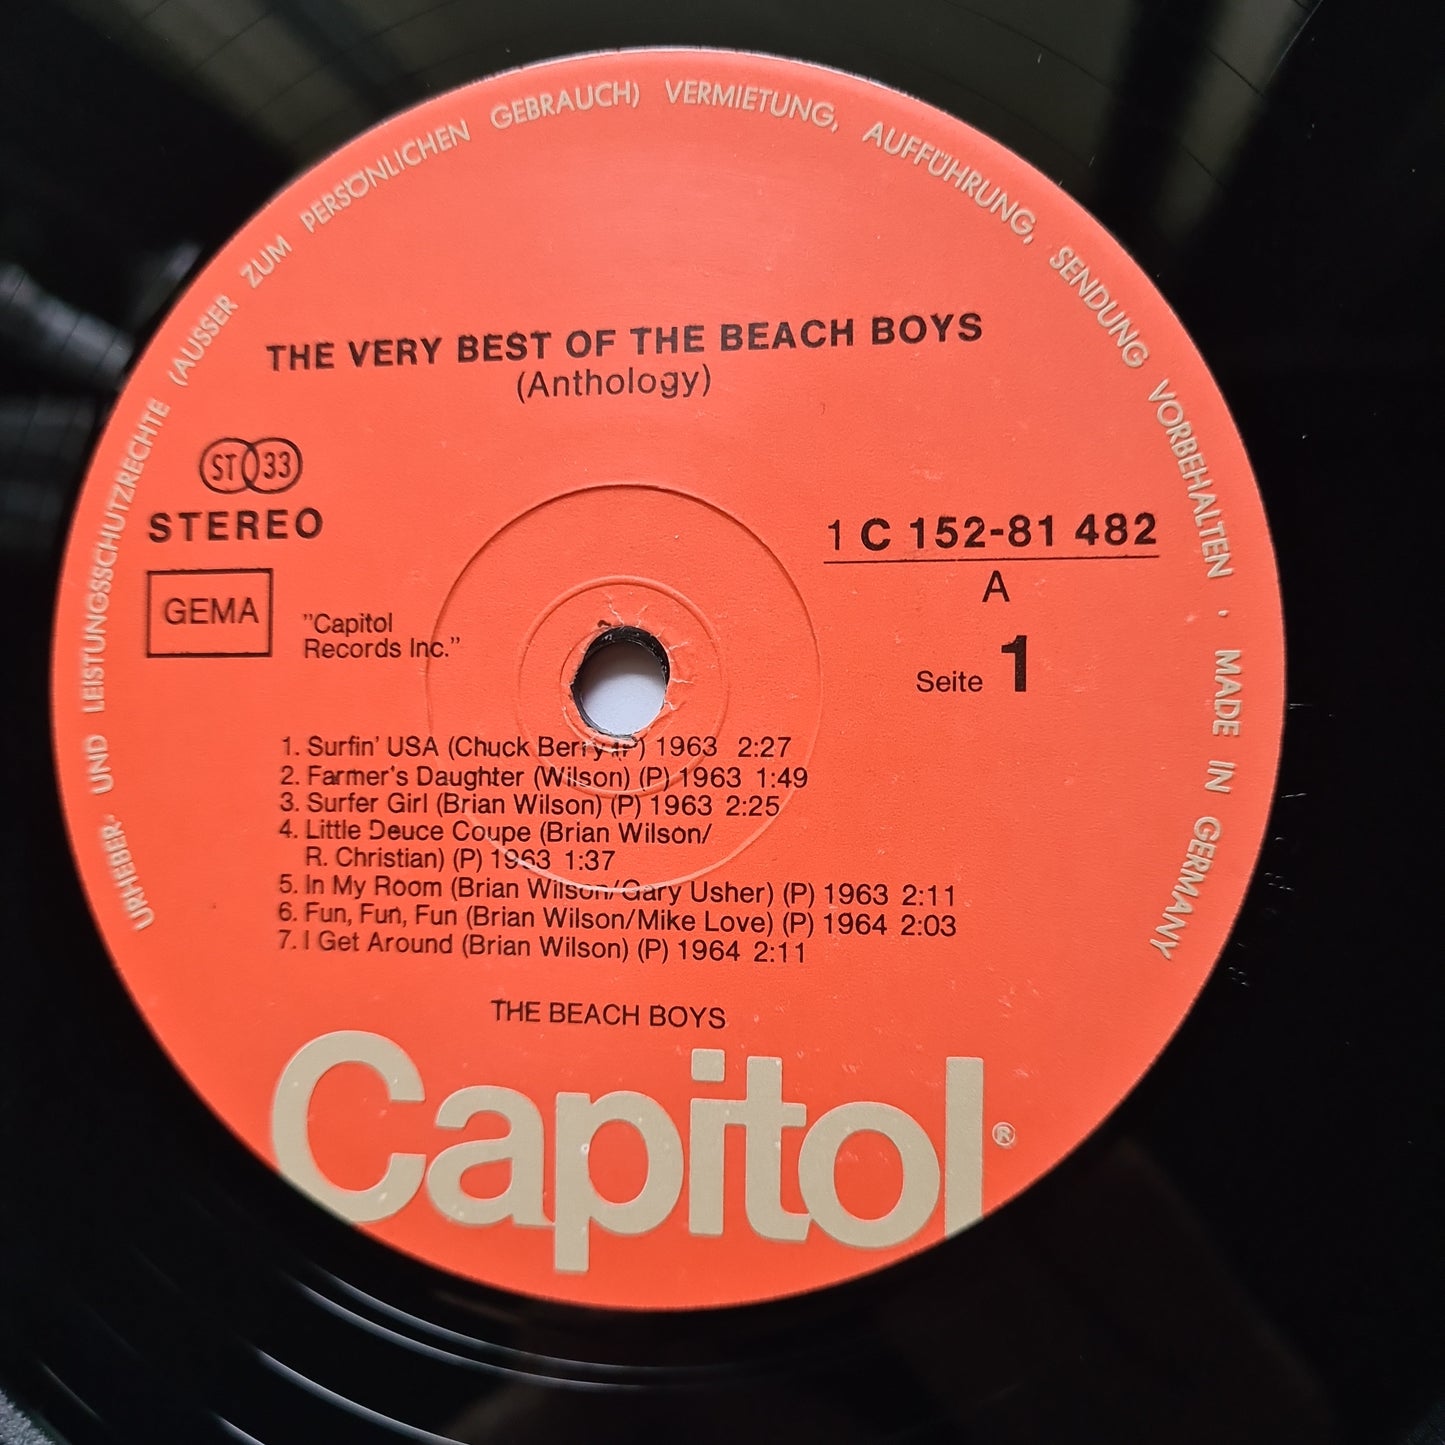 URHEBER- UND LEISTUNGSSCHUTZRECHTE (AUSSER ZUM PERSÖNLICHEN GEBRAUCH) VERMIETUNG, AUFFÜHRUNG, SENDUNG VORBEHALTEN · MADE IN GERMANY
THE VERY BEST OF THE BEACH BOYS
(Anthology)
ST 33
STEREO
GEMA
"Capitol
Records Inc."
1 C 152-81 482
A
Seite 1
1. Surfin' USA (Chuck Berry) (P) 1963 2:27
2. Farmer's Daughter (Wilson) (P) 1963 1:49
3. Surfer Girl (Brian Wilson) (P) 1963 2:25
4. Little Deuce Coupe (Brian Wilson/
R. Christian) (P) 1963 1:37
5. In My Room (Brian Wilson/Gary Usher) (P) 1963 2:11
6. Fun, Fun, Fun (Brian Wilson/Mike Love) (P) 1964 2:03
7. I Get Around (Brian Wilson) (P) 1964 2:11
THE BEACH BOYS
Capitol®